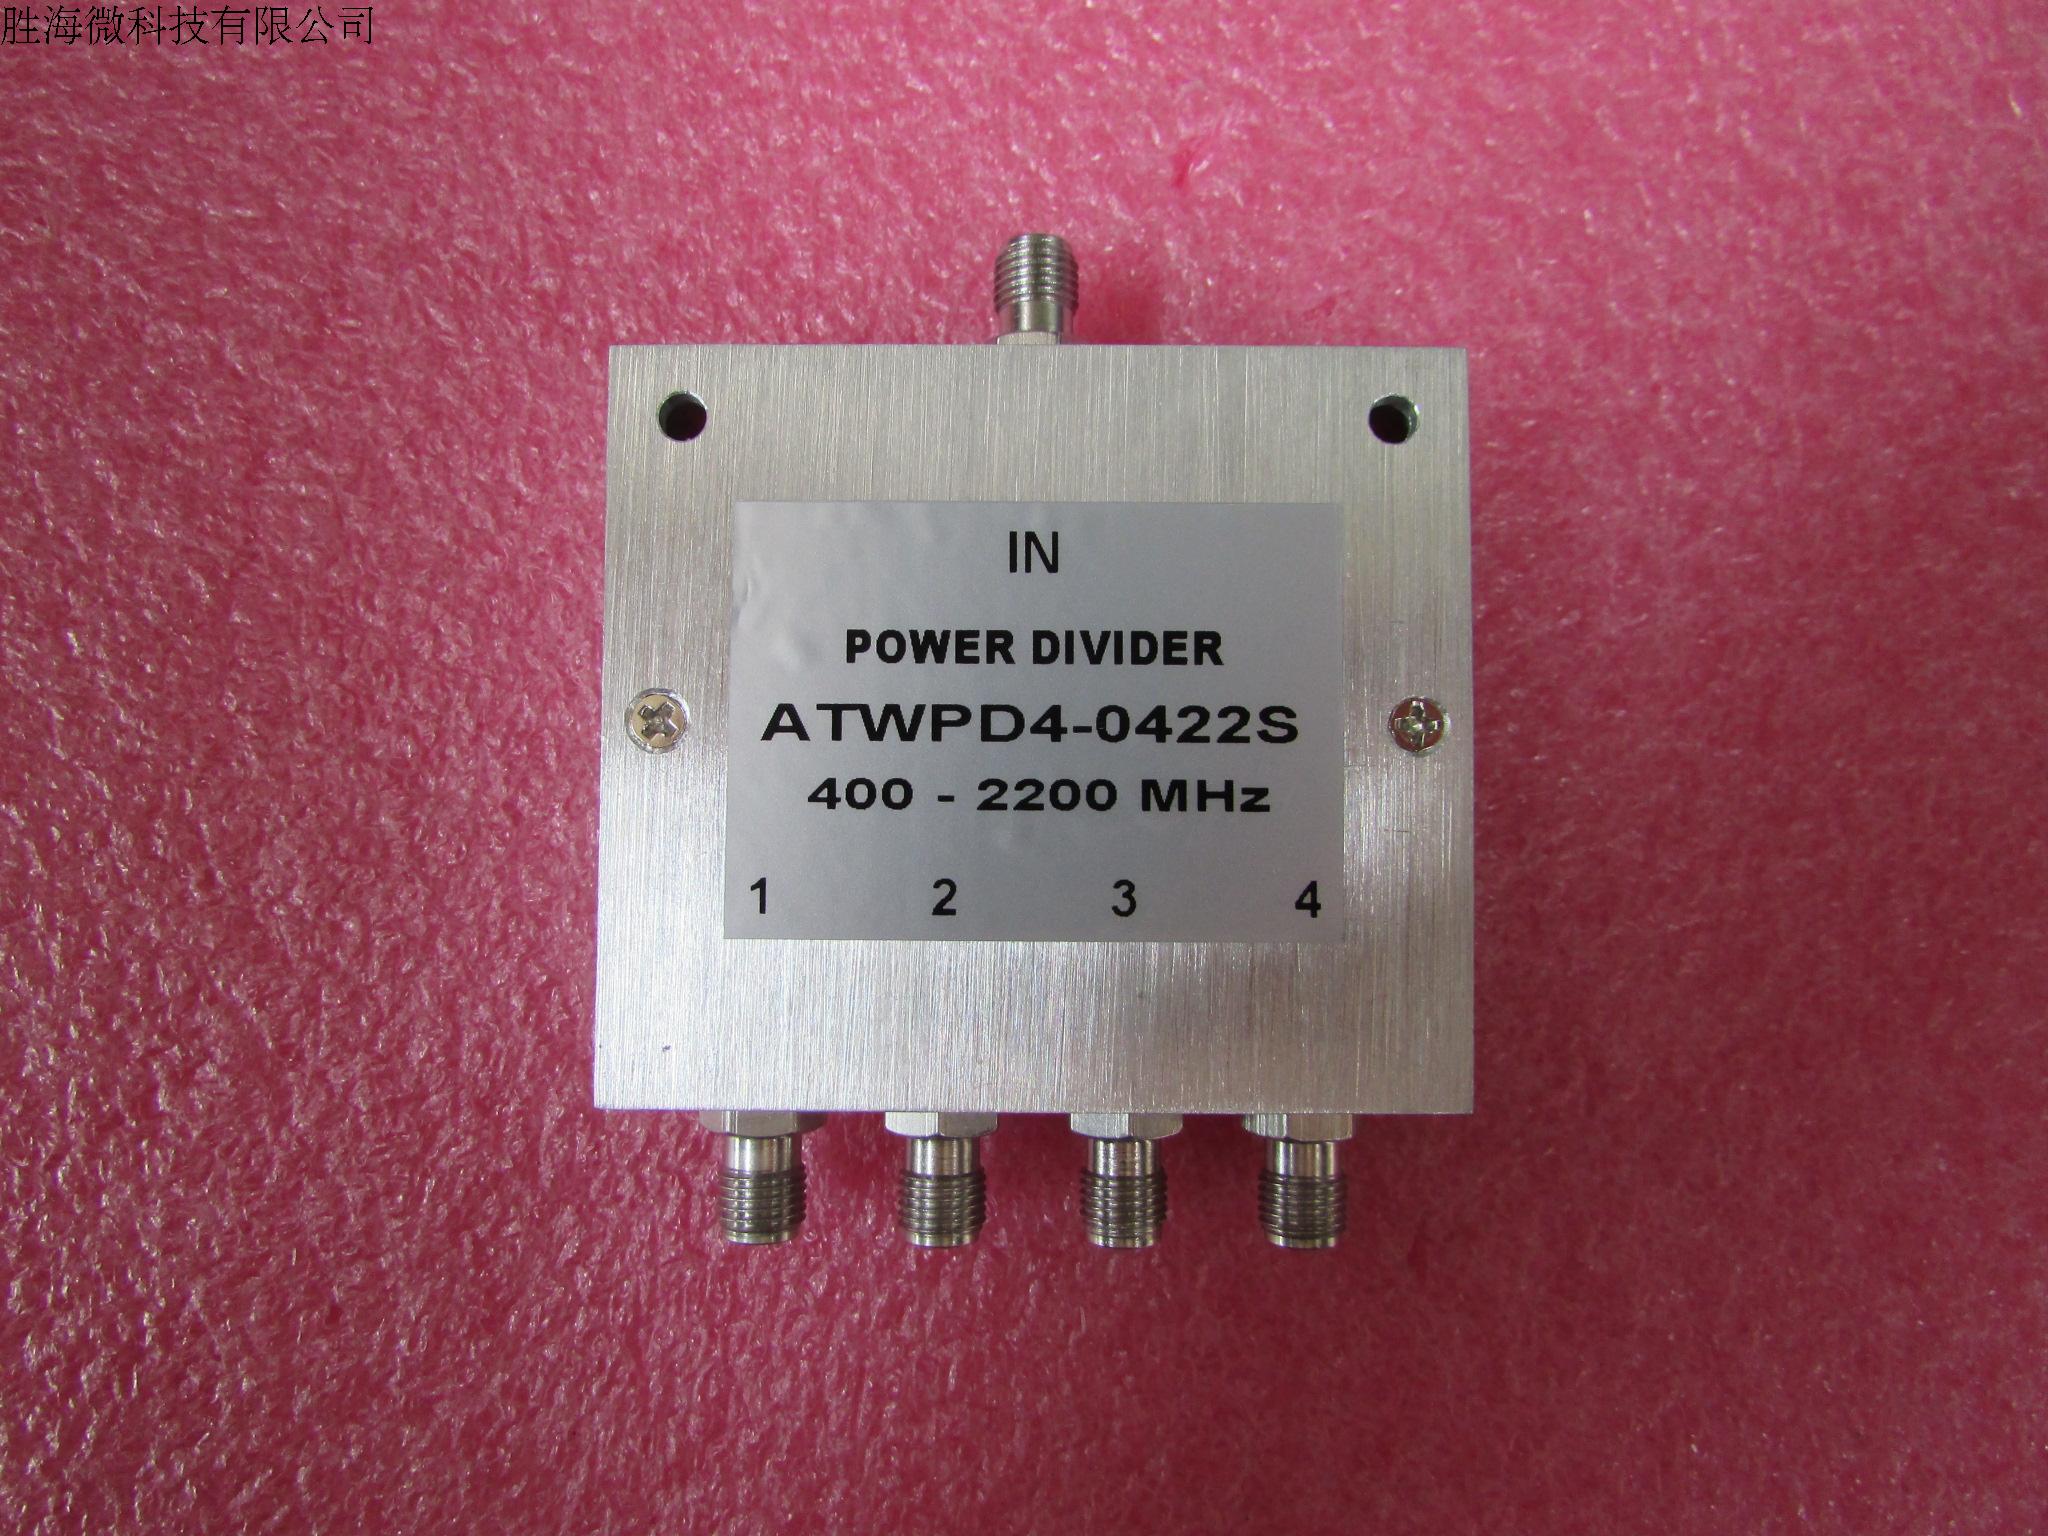 胜海微科技有限公司
IN
POWER DIVIDER
ATWPD4-0422S
400 - 2200 MHz
1 2 3 4